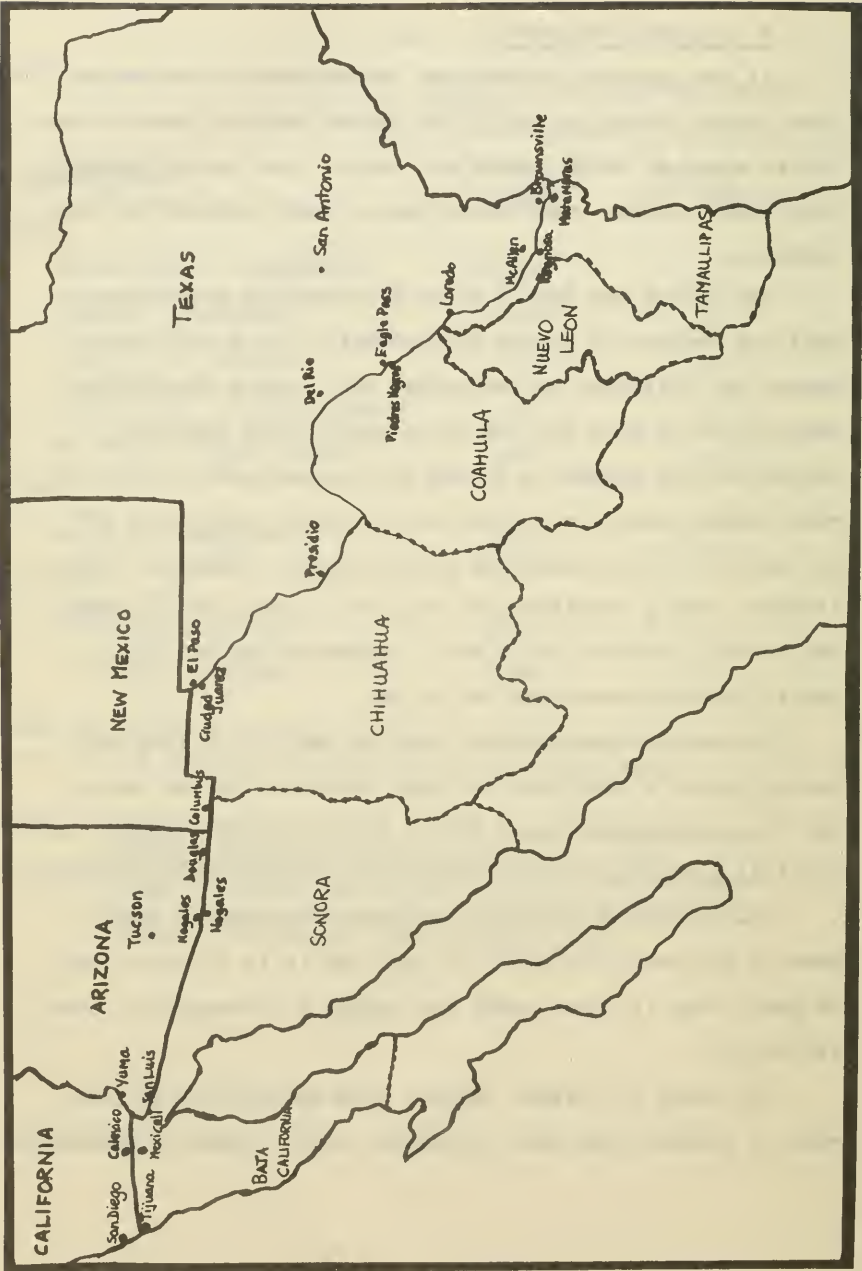 CALIFORNIA
San Diego
Tijuana
Calexico
Mexicali
Yuma
San Luis
BAJA
CALIFORNIA
ARIZONA
Tucson
Nogales
Nogales
Douglas
SONORA
NEW MEXICO
Columbus
El Paso
Ciudad
Juarez
CHIHUAHUA
Presidio
TEXAS
San Antonio
Del Rio
Eagle Pass
Piedras Negras
COAHUILA
Laredo
NUEVO
LEON
McAllen
Reynosa
Brownsville
Matamoros
TAMAULIPAS